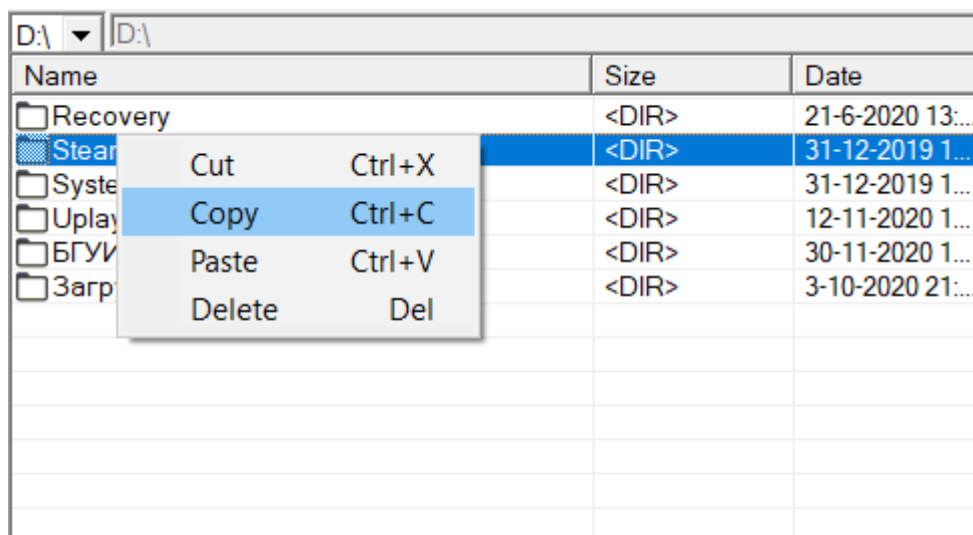 D:\ D:\
Name Size Date
Recovery <DIR> 21-6-2020 13:...
<DIR> 31-12-2019 1...
<DIR> 31-12-2019 1...
<DIR> 12-11-2020 1...
<DIR> 30-11-2020 1...
<DIR> 3-10-2020 21:...
Cut Ctrl+X
Copy Ctrl+C
Paste Ctrl+V
Delete Del